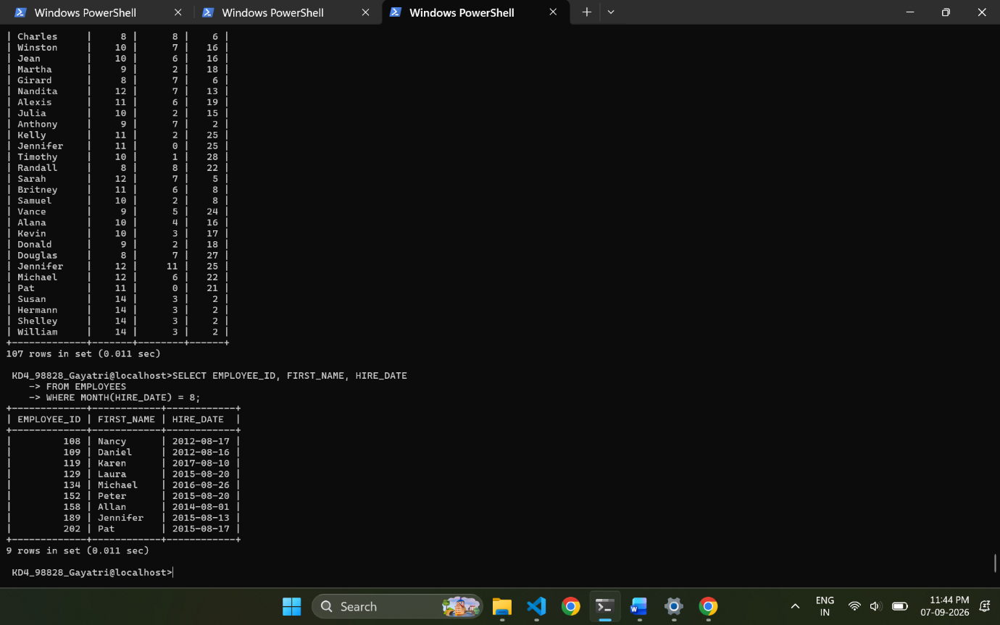 Windows PowerShell
Windows PowerShell
Windows PowerShell
| Charles     |     8 |      8 |    6 |
| Winston     |    10 |      7 |   16 |
| Jean        |    10 |      6 |   16 |
| Martha      |     9 |      2 |   18 |
| Girard      |     8 |      7 |    6 |
| Nandita     |    12 |      7 |   13 |
| Alexis      |    11 |      6 |   19 |
| Julia       |    10 |      2 |   15 |
| Anthony     |     9 |      7 |    2 |
| Kelly       |    11 |      2 |   25 |
| Jennifer    |    11 |      0 |   25 |
| Timothy     |    10 |      1 |   28 |
| Randall     |     8 |      8 |   22 |
| Sarah       |    12 |      7 |    5 |
| Britney     |    11 |      6 |    8 |
| Samuel      |    10 |      2 |    8 |
| Vance       |     9 |      5 |   24 |
| Alana       |    10 |      4 |   16 |
| Kevin       |    10 |      3 |   17 |
| Donald      |     9 |      2 |   18 |
| Douglas     |     8 |      7 |   27 |
| Jennifer    |    12 |     11 |   25 |
| Michael     |    12 |      6 |   22 |
| Pat         |    11 |      0 |   21 |
| Susan       |    14 |      3 |    2 |
| Hermann     |    14 |      3 |    2 |
| Shelley     |    14 |      3 |    2 |
| William     |    14 |      3 |    2 |
+-------------+-------+--------+------+
107 rows in set (0.011 sec)
KD4_98828_Gayatri@localhost>SELECT EMPLOYEE_ID, FIRST_NAME, HIRE_DATE
-> FROM EMPLOYEES
-> WHERE MONTH(HIRE_DATE) = 8;
+-------------+------------+------------+
| EMPLOYEE_ID | FIRST_NAME | HIRE_DATE  |
+-------------+------------+------------+
|         108 | Nancy      | 2012-08-17 |
|         109 | Daniel     | 2012-08-16 |
|         119 | Karen      | 2017-08-10 |
|         129 | Laura      | 2015-08-20 |
|         134 | Michael    | 2016-08-26 |
|         152 | Peter      | 2015-08-20 |
|         158 | Allan      | 2014-08-01 |
|         189 | Jennifer   | 2015-08-13 |
|         202 | Pat        | 2015-08-17 |
+-------------+------------+------------+
9 rows in set (0.011 sec)
KD4_98828_Gayatri@localhost>
Search
ENG
IN
11:44 PM
07-09-2026